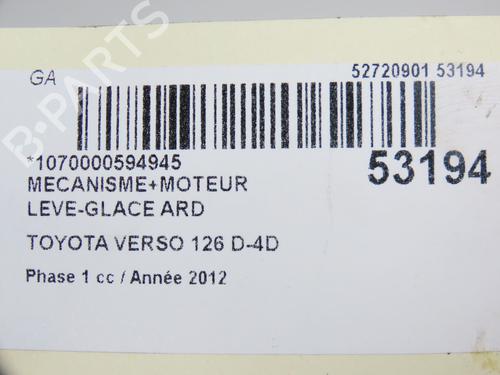 GA
52720901 53194
*1070000594945
53194
MECANISME+MOTEUR
LEVE-GLACE ARD
TOYOTA VERSO 126 D-4D
Phase 1 cc / Année 2012
B-PARTS